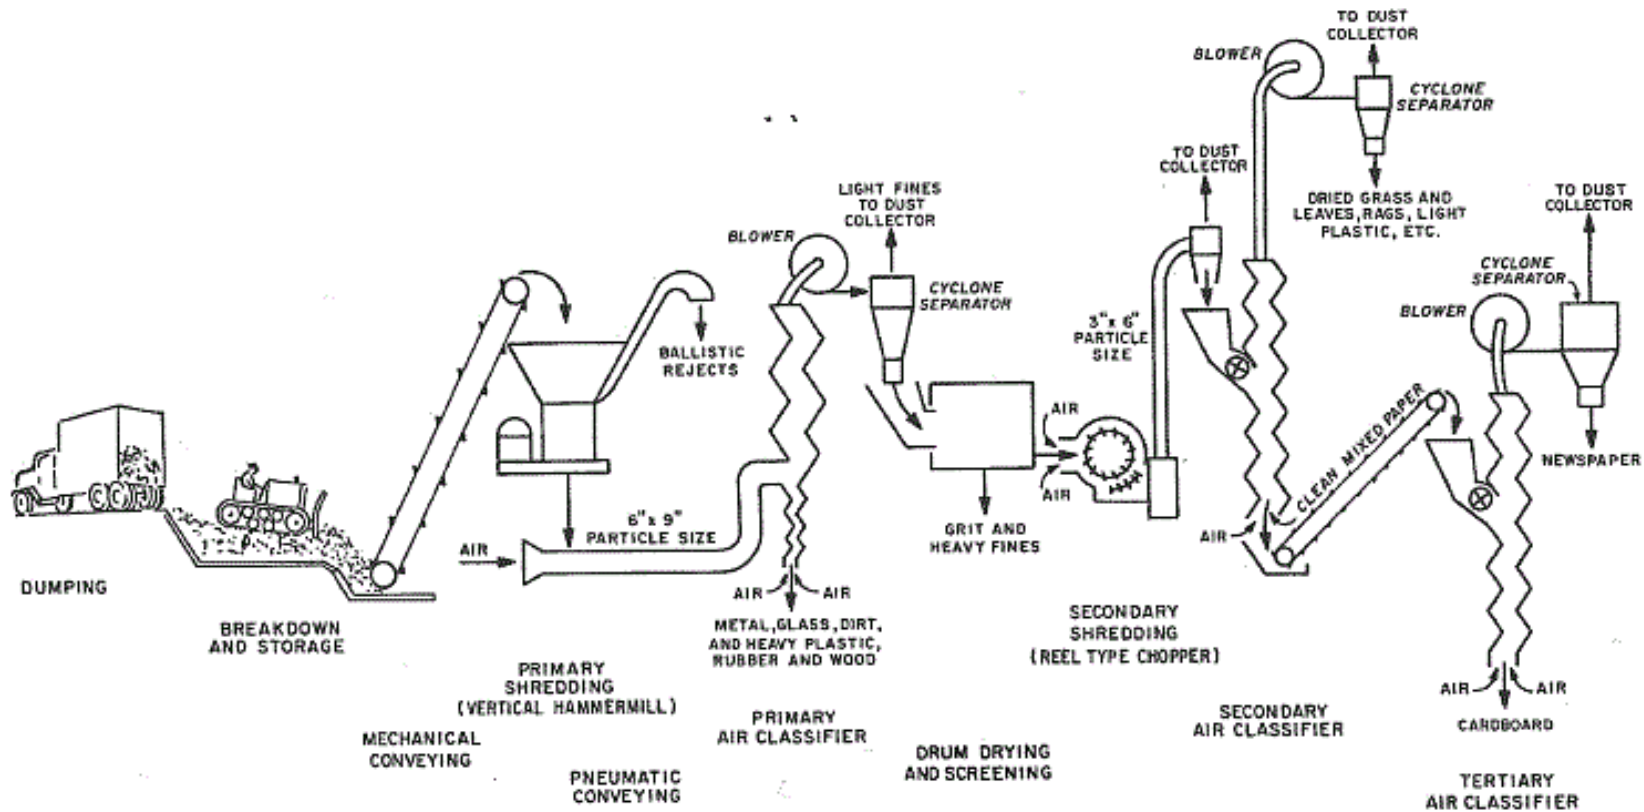 TO DUST
COLLECTOR
BLOWER
CYCLONE
SEPARATOR
DRIED GRASS AND
LEAVES, RAGS, LIGHT
PLASTIC, ETC.
TO DUST
COLLECTOR
LIGHT FINES
TO DUST
COLLECTOR
BLOWER
CYCLONE
SEPARATOR
3" x 6"
PARTICLE
SIZE
TO DUST
COLLECTOR
CYCLONE
SEPARATOR
BLOWER
NEWSPAPER
BALLISTIC
REJECTS
AIR
AIR
GRIT AND
HEAVY FINES
CLEAN MIXED PAPER
AIR
6" x 9"
PARTICLE SIZE
AIR
AIR
AIR
METAL, GLASS, DIRT,
AND HEAVY PLASTIC,
RUBBER AND WOOD
AIR
AIR
CARDBOARD
DUMPING
BREAKDOWN
AND STORAGE
MECHANICAL
CONVEYING
PRIMARY
SHREDDING
(VERTICAL HAMMERMILL)
PNEUMATIC
CONVEYING
PRIMARY
AIR CLASSIFIER
DRUM DRYING
AND SCREENING
SECONDARY
SHREDDING
(REEL TYPE CHOPPER)
SECONDARY
AIR CLASSIFIER
TERTIARY
AIR CLASSIFIER